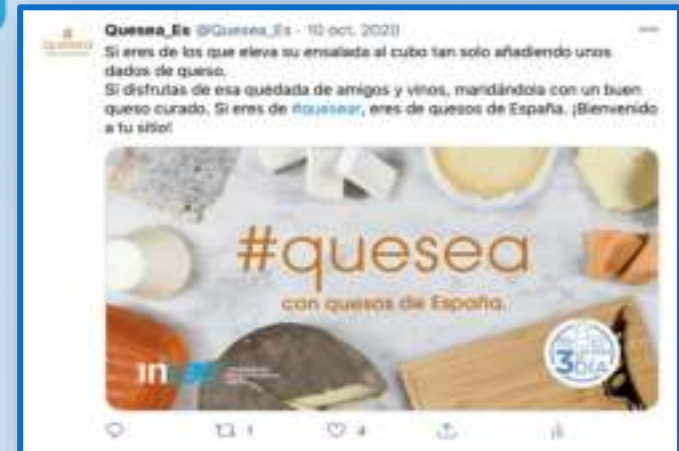 Quesea_Es @Quesea_Es · 10 oct. 2020
Si eres de los que eleva su ensalada al cubo tan solo añadiendo unos
dados de queso.
Si disfrutas de esa quedada de amigos y vinos, maridándola con un buen
queso curado. Si eres de #quesear, eres de quesos de España. ¡Bienvenido
a tu sitio!
#quesea
con quesos de España.
3
DÍA
1
4